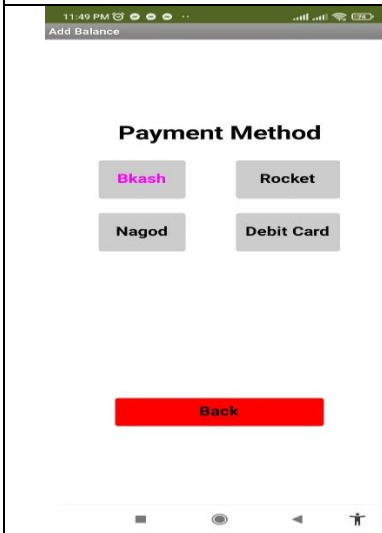 11:49 PM
Add Balance
Payment Method
Bkash Rocket
Nagod Debit Card
Back